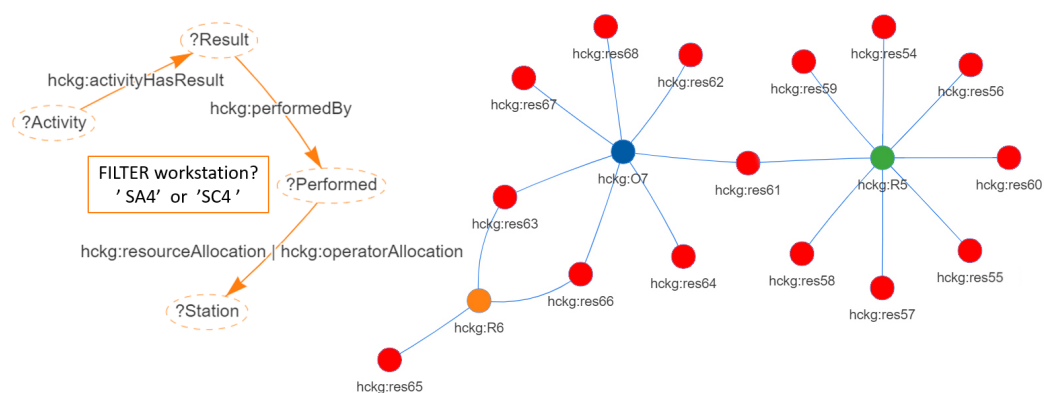 ?Result
hckg:activityHasResult
hckg:performedBy
?Activity
FILTER workstation?
’ SA4’ or ’SC4 ’
?Performed
hckg:resourceAllocation | hckg:operatorAllocation
?Station
hckg:res68
hckg:res62
hckg:res67
hckg:O7
hckg:res61
hckg:res63
hckg:res66
hckg:res64
hckg:R6
hckg:res65
hckg:res54
hckg:res59
hckg:res56
hckg:R5
hckg:res60
hckg:res58
hckg:res55
hckg:res57